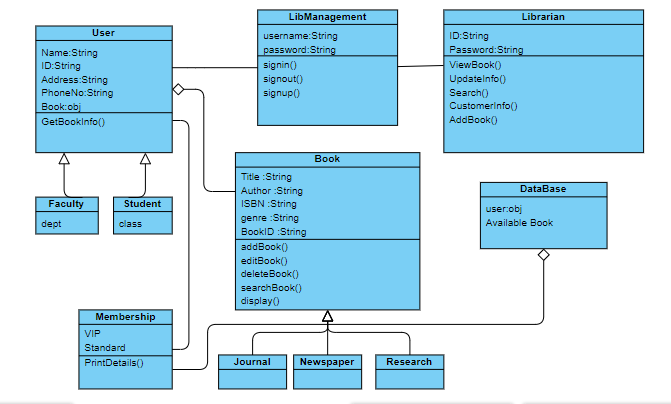 User
Name:String
ID:String
Address:String
PhoneNo:String
Book:obj
GetBookInfo()
LibManagement
username:String
password:String
signin()
signout()
signup()
Librarian
ID:String
Password:String
ViewBook()
UpdateInfo()
Search()
CustomerInfo()
AddBook()
Faculty
dept
Student
class
Book
Title :String
Author :String
ISBN :String
genre :String
BookID :String
addBook()
editBook()
deleteBook()
searchBook()
display()
DataBase
user:obj
Available Book
Membership
VIP
Standard
PrintDetails()
Journal
Newspaper
Research